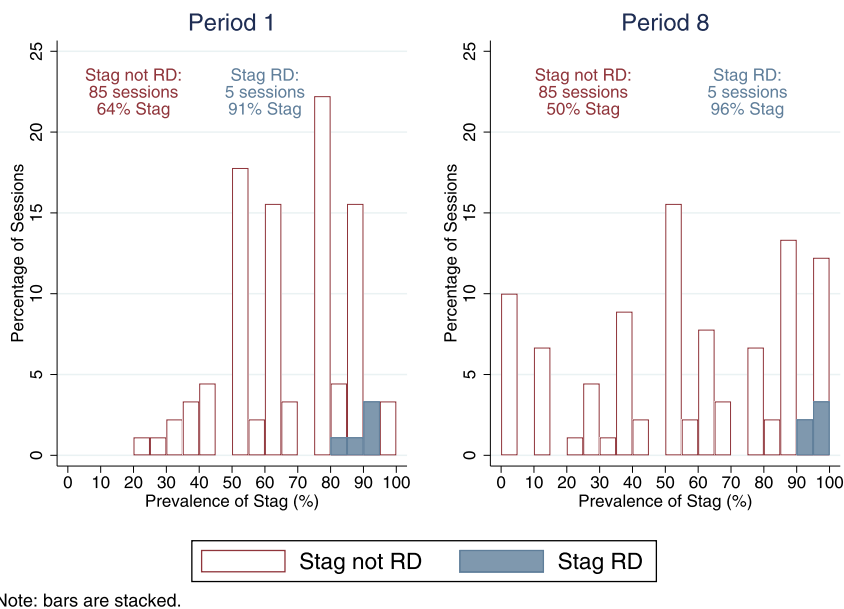 Period 1
Stag not RD:
85 sessions
64% Stag
Stag RD:
5 sessions
91% Stag
Percentage of Sessions
25
20
15
10
5
0
0 10 20 30 40 50 60 70 80 90 100
Prevalence of Stag (%)
Period 8
Stag not RD:
85 sessions
50% Stag
Stag RD:
5 sessions
96% Stag
Percentage of Sessions
25
20
15
10
5
0
0 10 20 30 40 50 60 70 80 90 100
Prevalence of Stag (%)
Stag not RD
Stag RD
Note: bars are stacked.